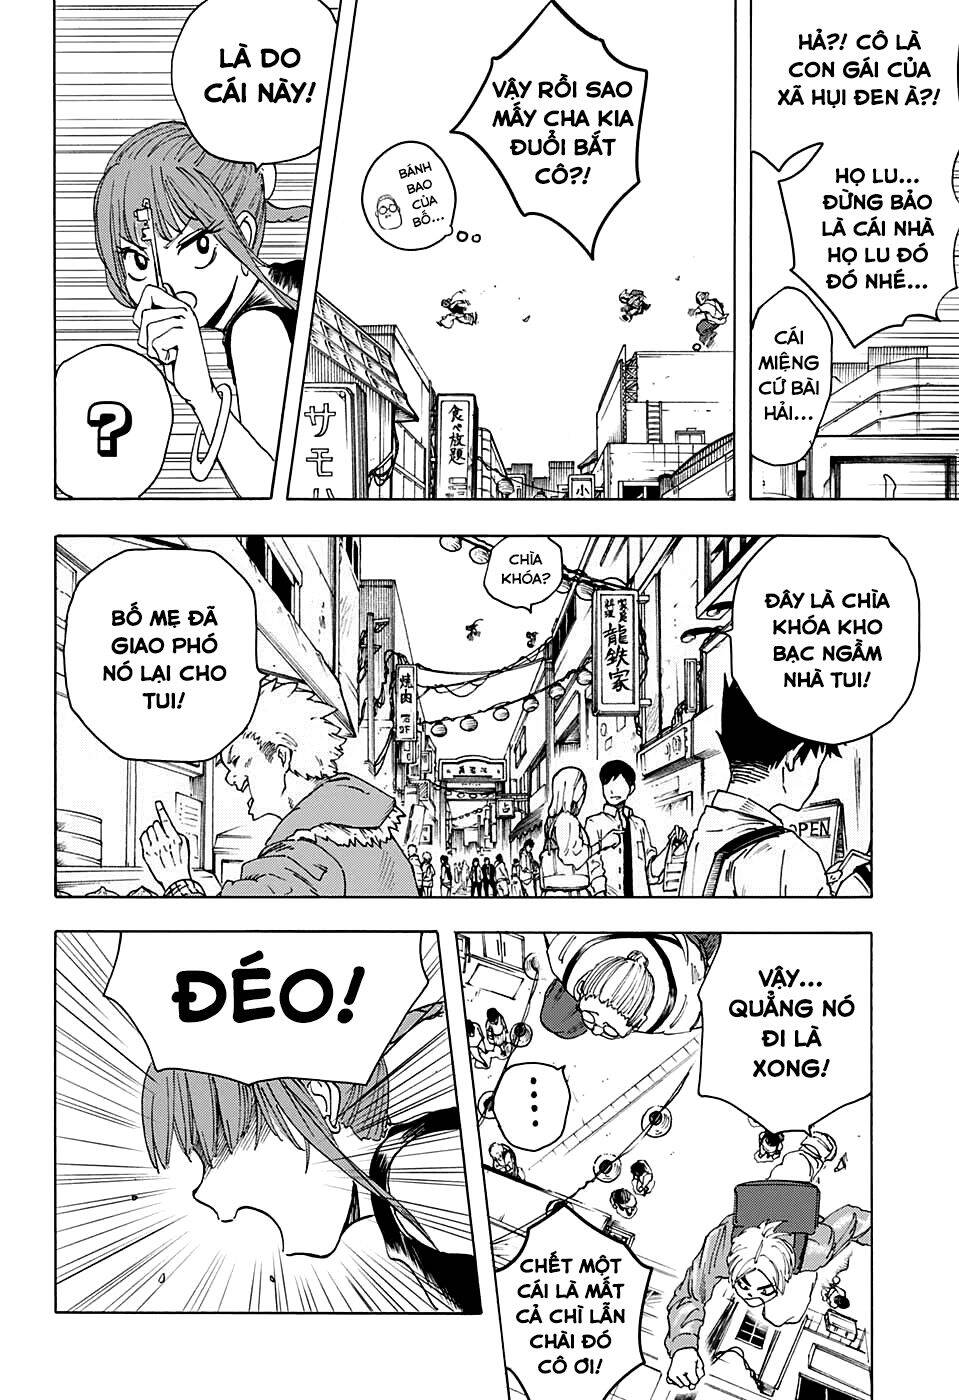 HẢ?! CÔ LÀ
CON GÁI CỦA
XÃ HỤI ĐEN À?!
HỌ LU...
ĐỪNG BẢO
LÀ CÁI NHÀ
HỌ LU ĐÓ
ĐÓ NHÉ...
CÁI
MIỆNG
CỨ BÀI
HẢI...
VẬY RỒI SAO
MẤY CHA KIA
ĐUỔI BẮT
CÔ?!
BÁNH
BAO
CỦA
BỐ...
食べ放題
小
サモハ
LÀ DO
CÁI NÀY!
?
ĐÂY LÀ CHÌA
KHÓA KHO
BẠC NGẦM
NHÀ TUI!
CHÌA
KHÓA?
龍鉄家
焼肉
2F
占
OPEN
BỐ MẸ ĐÃ
GIAO PHÓ
NÓ LẠI CHO
TUI!
VẬY...
QUẲNG NÓ
ĐI LÀ
XONG!
...
CHẾT MỘT
CÁI LÀ MẤT
CẢ CHÌ LẪN
CHÀI ĐÓ
CÔ ƠI!
ĐÉO!